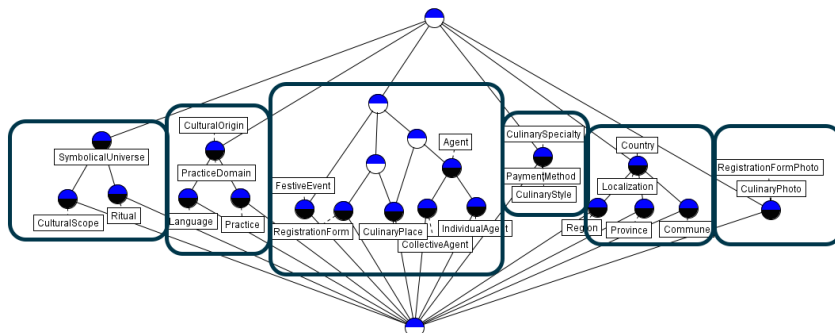 CulturalOrigin
SymbolicalUniverse
PracticeDomain
CulturalScope
Ritual
Language
Practice
Agent
FestiveEvent
RegistrationForm
CulinaryPlace
IndividualAgent
CollectiveAgent
CulinarySpecialty
PaymentMethod
CulinaryStyle
Country
Localization
Region
Province
Commune
RegistrationFormPhoto
CulinaryPhoto